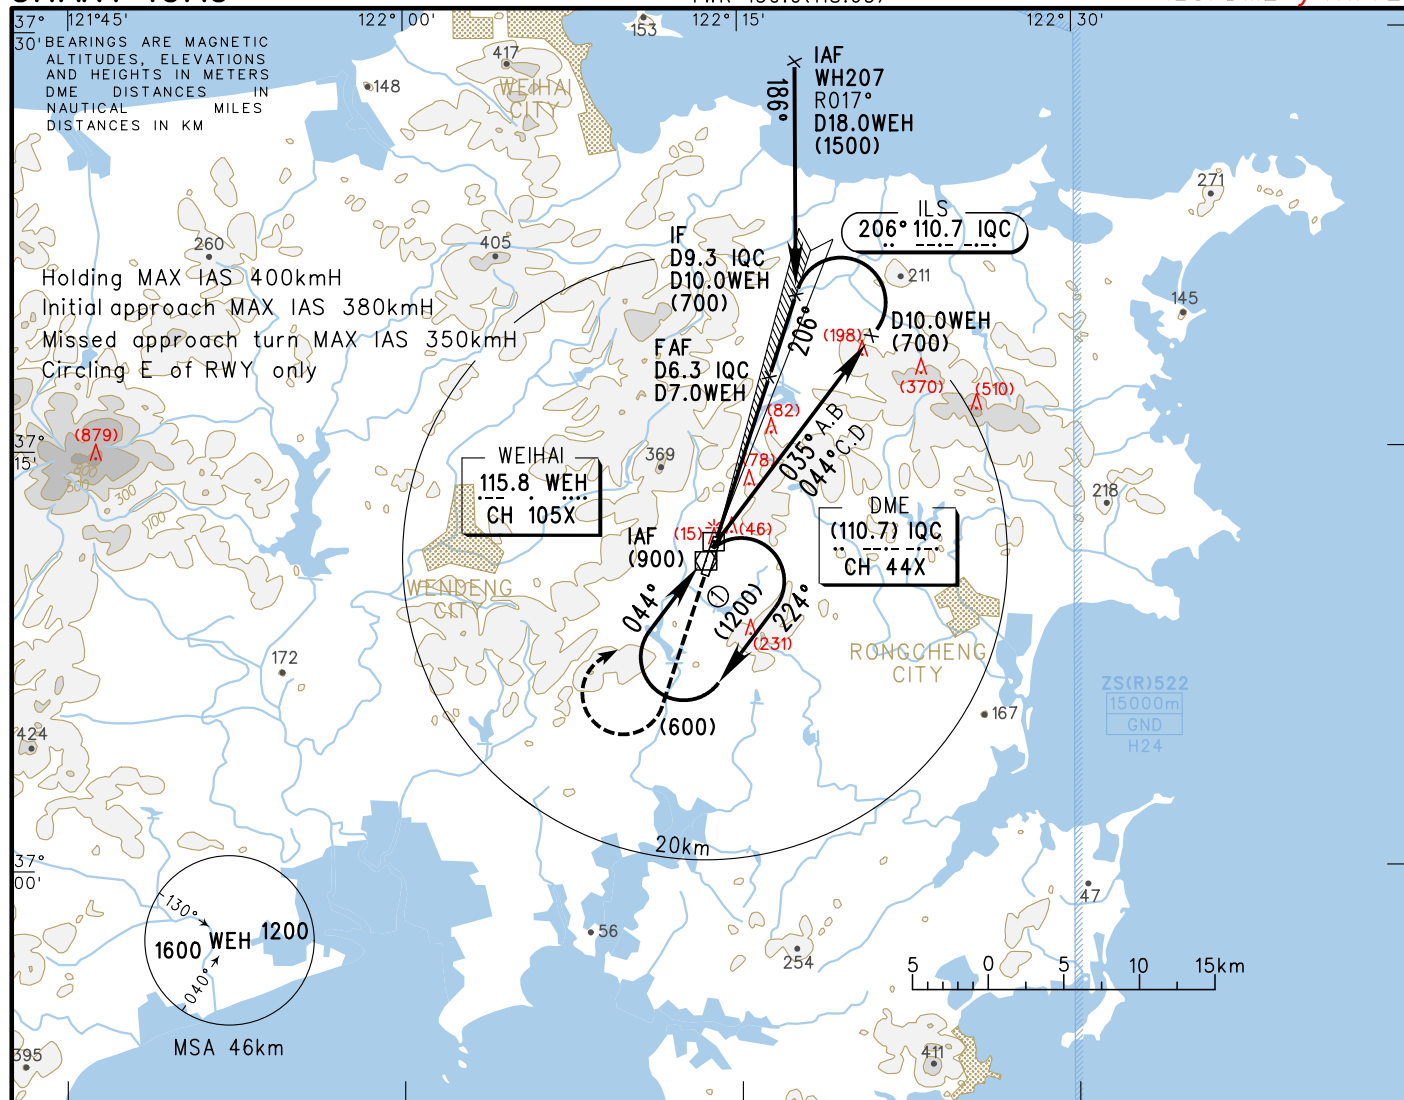 37° 121°45' 122°00' 122°15' 122°30'
30'
BEARINGS ARE MAGNETIC
ALTITUDES, ELEVATIONS
AND HEIGHTS IN METERS
DME DISTANCES IN
NAUTICAL MILES
DISTANCES IN KM
153
417
148
WEIHAI
CITY
186°
IAF
WH207
R017°
D18.0WEH
(1500)
271
260
405
ILS
206° 110.7 IQC
IF
D9.3 IQC
D10.0WEH
(700)
211
145
Holding MAX IAS 400kmH
Initial approach MAX IAS 380kmH
Missed approach turn MAX IAS 350kmH
Circling E of RWY only
206°
D10.0WEH
(700)
(198)
FAF
D6.3 IQC
D7.0WEH
(370)
(510)
(82)
37°
15'
(879)
300
100
369
(78)
035° A.B
044° C.D
218
WEIHAI
115.8 WEH
CH 105X
DME
(110.7) IQC
CH 44X
(15)
(46)
IAF
(900)
WENDENG
CITY
044°
1
(1200)
224°
(231)
RONGCHENG
CITY
172
ZS(R)522
15000m
GND
H24
167
424
(600)
20km
37°
00'
47
130°
1600 WEH 1200
040°
MSA 46km
56
254
5 0 5 10 15km
395
411